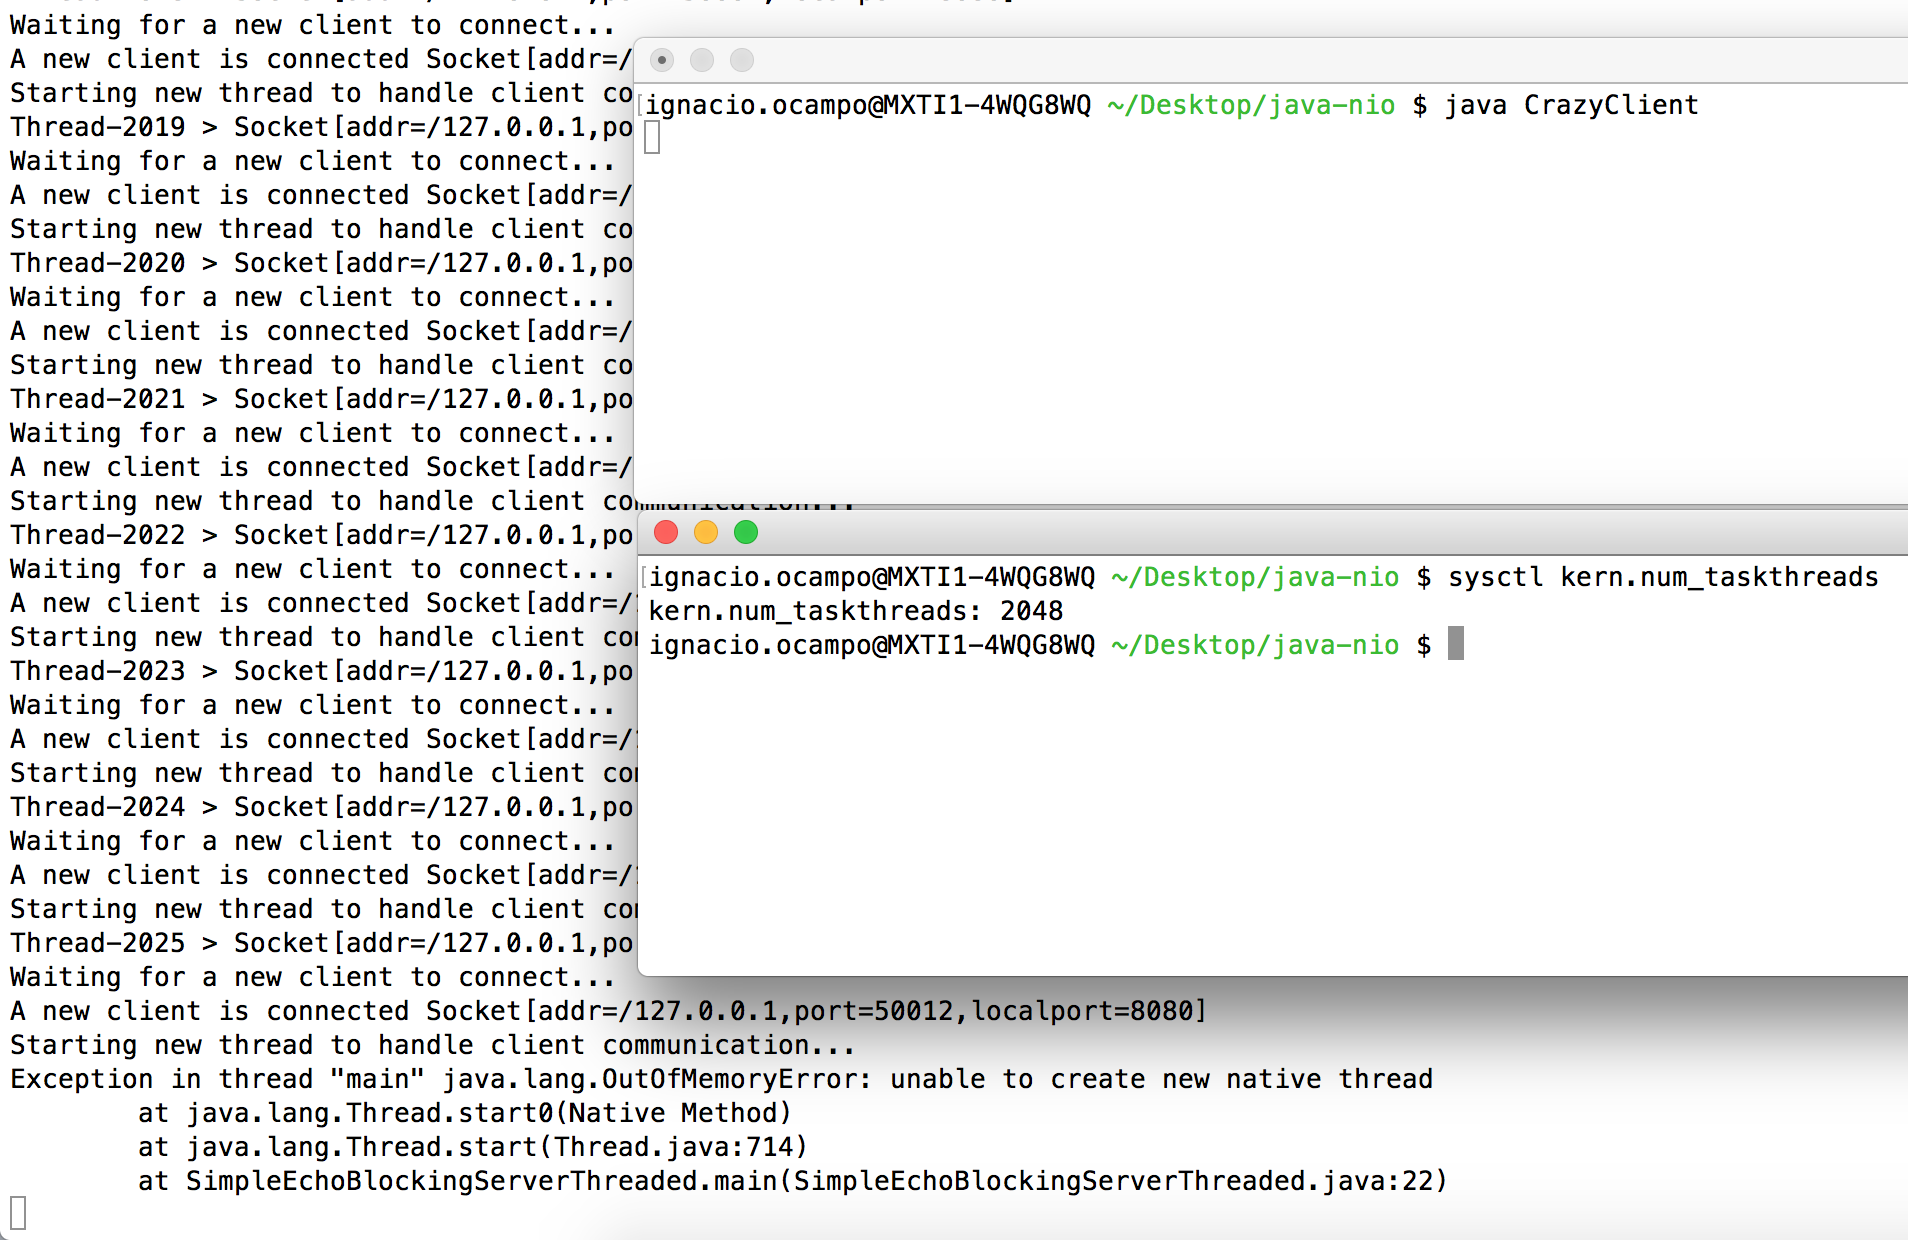 Waiting for a new client to connect...
A new client is connected Socket[addr=/
Starting new thread to handle client co
Thread-2019 > Socket[addr=/127.0.0.1,po
Waiting for a new client to connect...
A new client is connected Socket[addr=/
Starting new thread to handle client co
Thread-2020 > Socket[addr=/127.0.0.1,po
Waiting for a new client to connect...
A new client is connected Socket[addr=/
Starting new thread to handle client co
Thread-2021 > Socket[addr=/127.0.0.1,po
Waiting for a new client to connect...
A new client is connected Socket[addr=/
Starting new thread to handle client communication...
Thread-2022 > Socket[addr=/127.0.0.1,po
Waiting for a new client to connect...
A new client is connected Socket[addr=/1
Starting new thread to handle client com
Thread-2023 > Socket[addr=/127.0.0.1,po
Waiting for a new client to connect...
A new client is connected Socket[addr=/1
Starting new thread to handle client com
Thread-2024 > Socket[addr=/127.0.0.1,po
Waiting for a new client to connect...
A new client is connected Socket[addr=/1
Starting new thread to handle client com
Thread-2025 > Socket[addr=/127.0.0.1,po
Waiting for a new client to connect...
A new client is connected Socket[addr=/127.0.0.1,port=50012,localport=8080]
Starting new thread to handle client communication...
Exception in thread "main" java.lang.OutOfMemoryError: unable to create new native thread
at java.lang.Thread.start0(Native Method)
at java.lang.Thread.start(Thread.java:714)
at SimpleEchoBlockingServerThreaded.main(SimpleEchoBlockingServerThreaded.java:22)
ignacio.ocampo@MXTI1-4WQG8WQ ~/Desktop/java-nio $ java CrazyClient
ignacio.ocampo@MXTI1-4WQG8WQ ~/Desktop/java-nio $ sysctl kern.num_taskthreads
kern.num_taskthreads: 2048
ignacio.ocampo@MXTI1-4WQG8WQ ~/Desktop/java-nio $